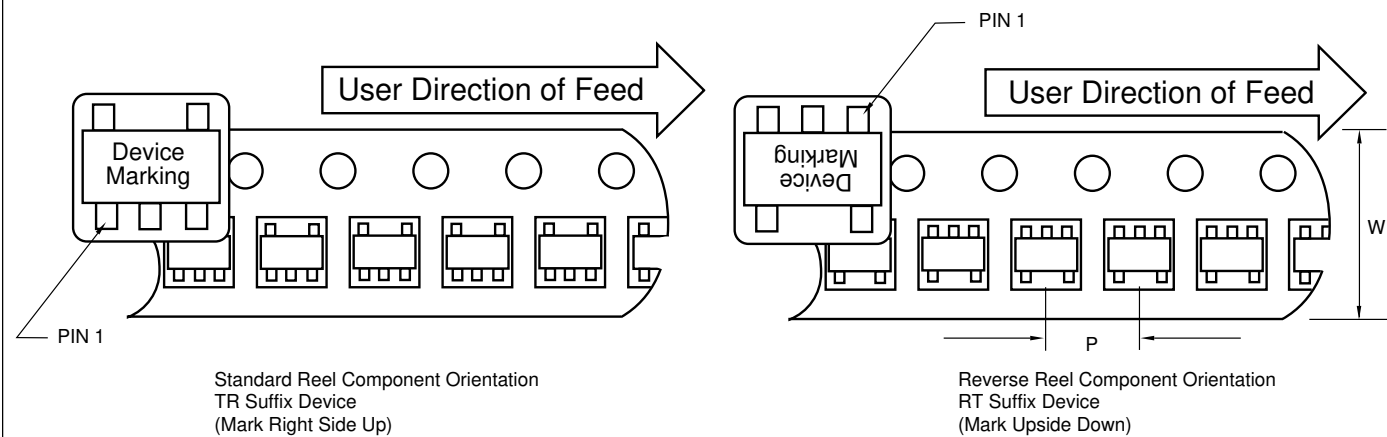 User Direction of Feed
Device
Marking
PIN 1
Standard Reel Component Orientation
TR Suffix Device
(Mark Right Side Up)
PIN 1
User Direction of Feed
Device
Marking
W
P
Reverse Reel Component Orientation
RT Suffix Device
(Mark Upside Down)